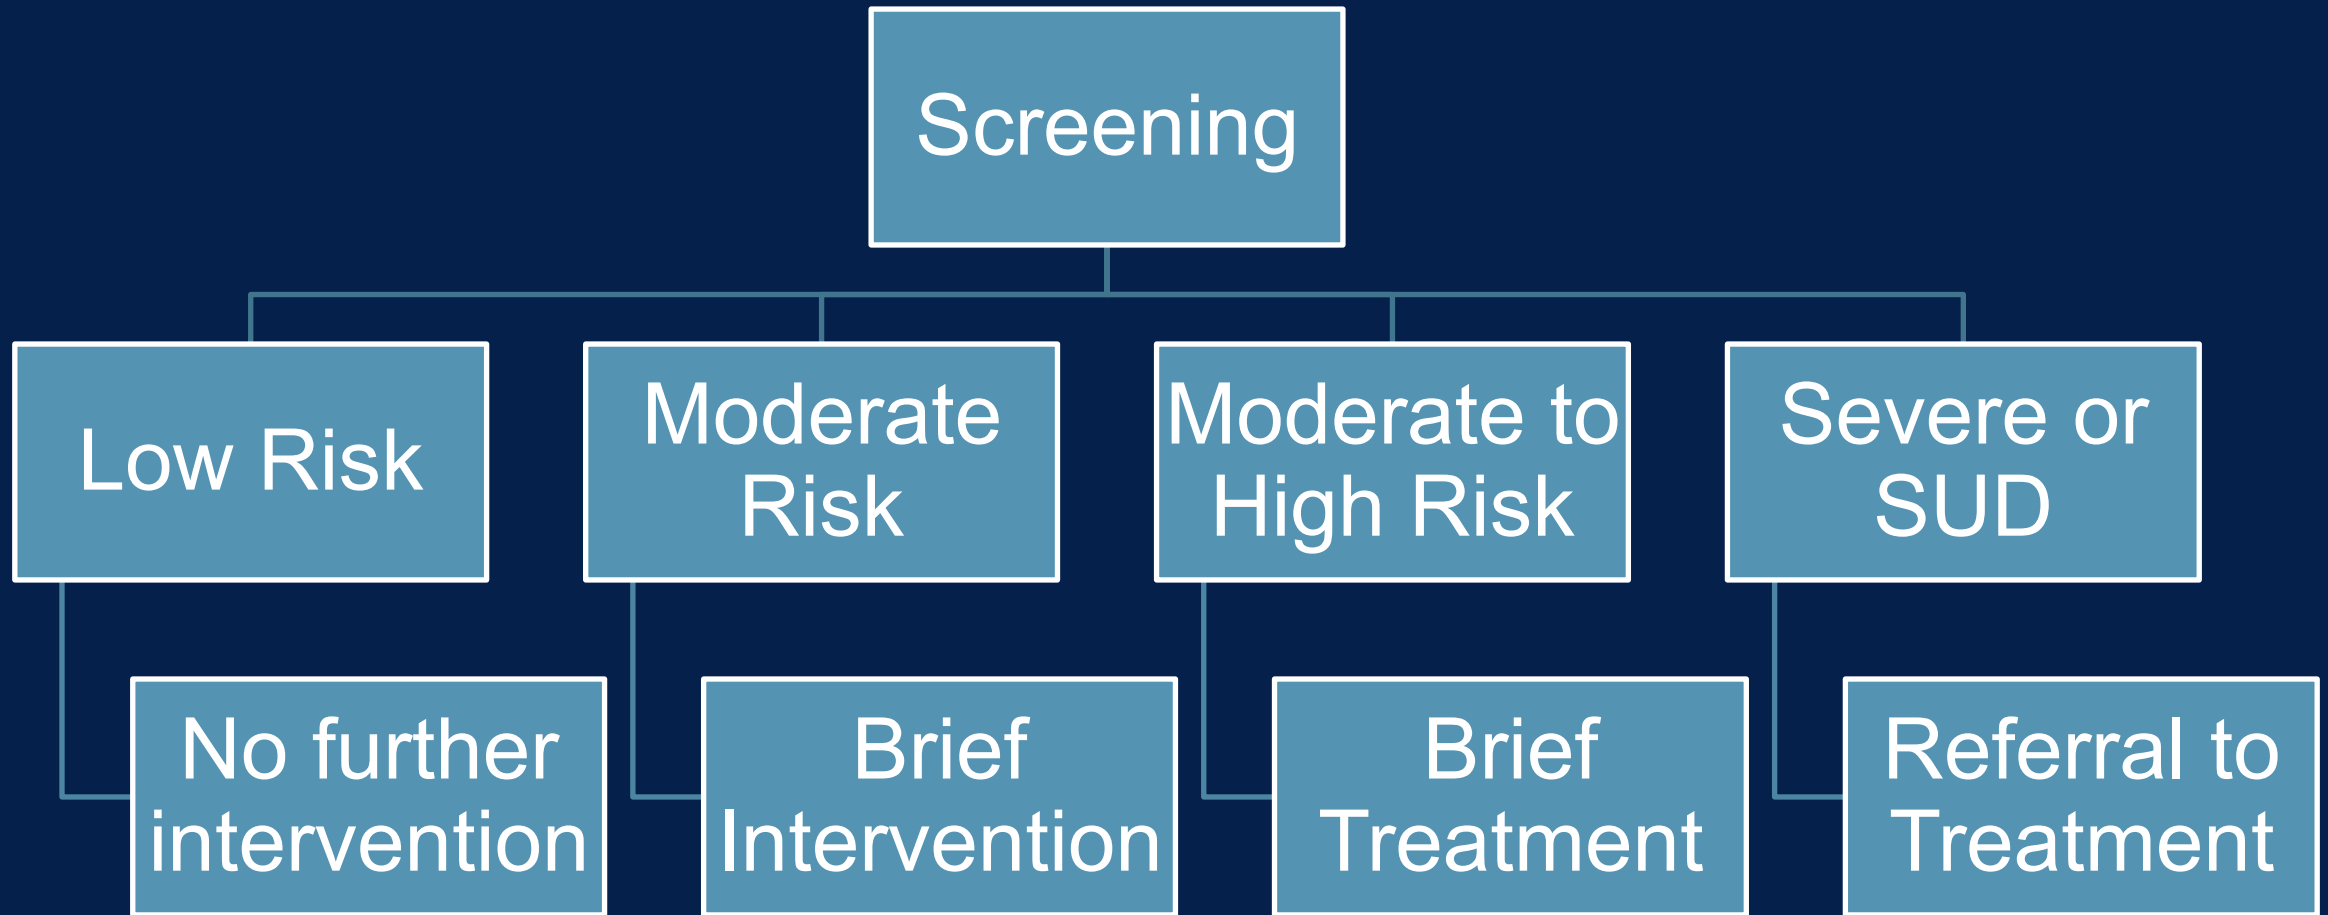 Screening
Low Risk
Moderate
Risk
Moderate to
High Risk
Severe or
SUD
No further
intervention
Brief
Intervention
Brief
Treatment
Referral to
Treatment